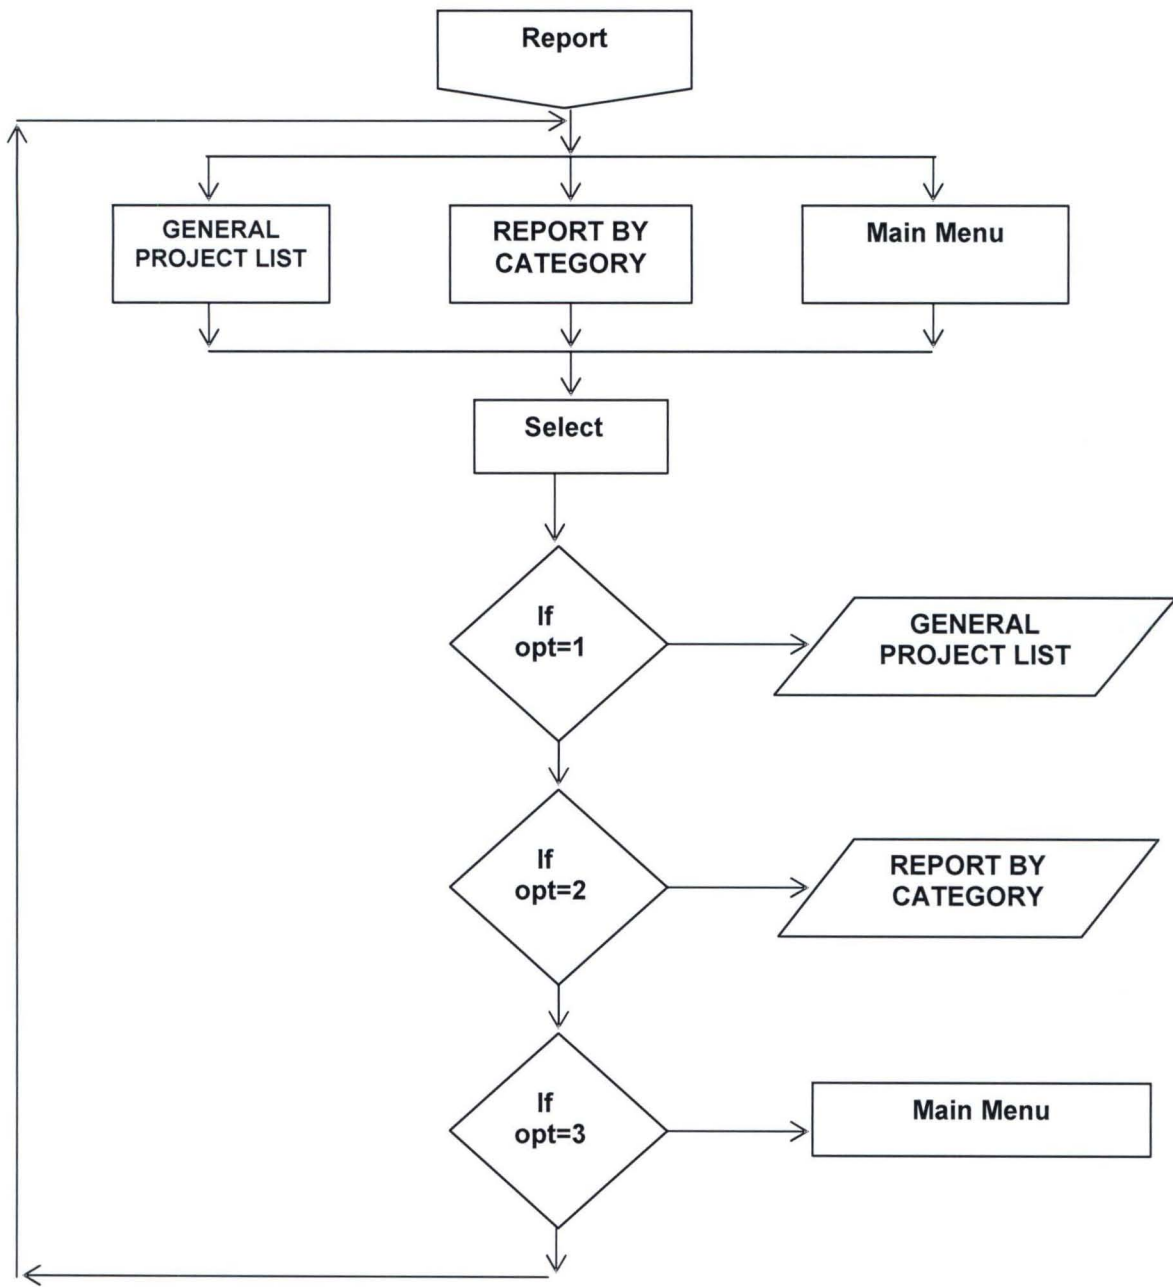 Report
GENERAL
PROJECT LIST
REPORT BY
CATEGORY
Main Menu
Select
If
opt=1
GENERAL
PROJECT LIST
If
opt=2
REPORT BY
CATEGORY
If
opt=3
Main Menu